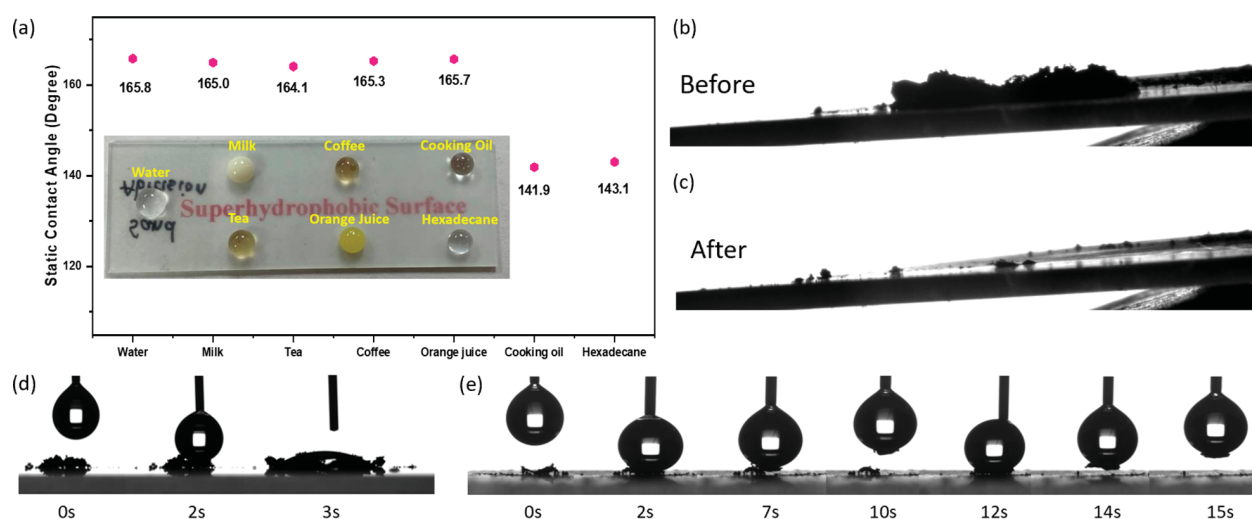 (a)
Static Contact Angle (Degree)
160
140
120
165.8
165.0
164.1
165.3
165.7
141.9
143.1
Milk
Coffee
Cooking Oil
Water
Superhydrophobic Surface
Tea
Orange Juice
Hexadecane
Sand
Water
Milk
Tea
Coffee
Orange juice
Cooking oil
Hexadecane
(b)
Before
(c)
After
(d)
0s
2s
3s
(e)
0s
2s
7s
10s
12s
14s
15s